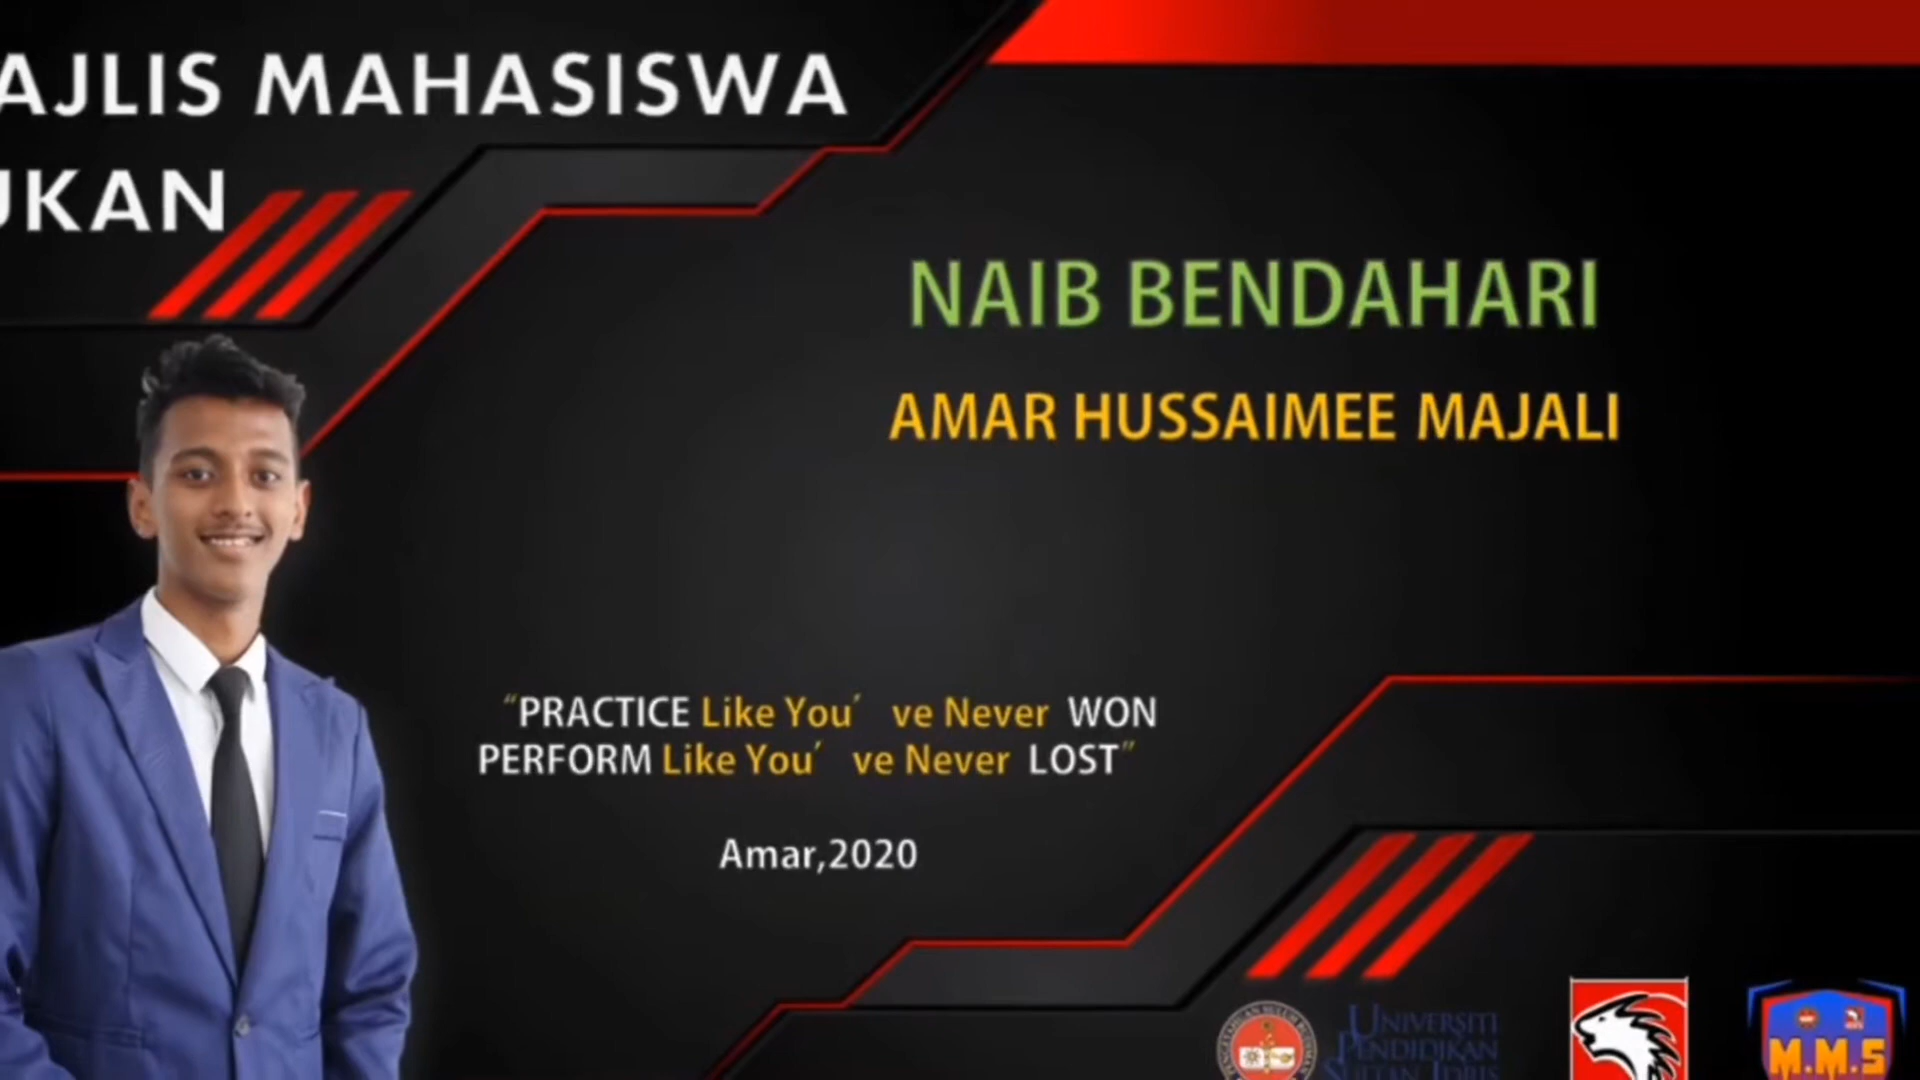 AJLIS MAHASISWA
UKAN
NAIB BENDAHARI
AMAR HUSSAIMEE MAJALI
“PRACTICE Like You’ ve Never WON
PERFORM Like You’ ve Never LOST”
Amar,2020
UNIVERSITI
PENDIDIKAN
SULTAN IDRIS
M.M.S